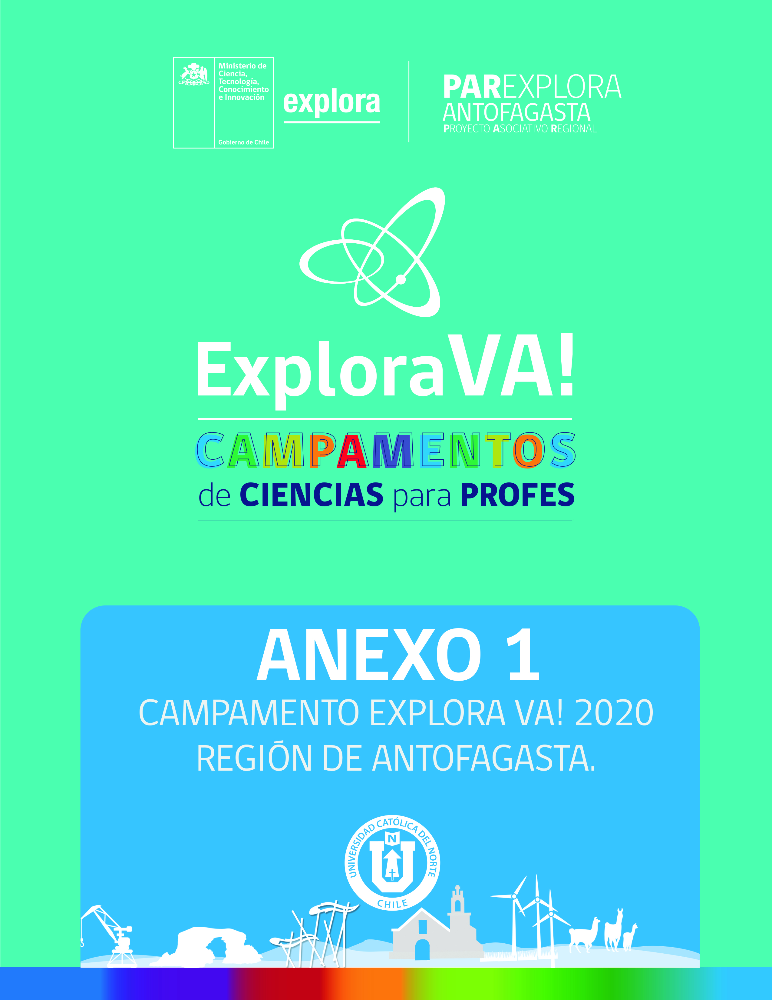 Ministerio de
Ciencia,
Tecnología,
Conocimiento
e Innovación
Gobierno de Chile
explora
PAREXPLORA
ANTOFAGASTA
PROYECTO ASOCIATIVO REGIONAL
ExploraVA!
CAMPAMENTOS
de CIENCIAS para PROFES
ANEXO 1
CAMPAMENTO EXPLORA VA! 2020
REGIÓN DE ANTOFAGASTA.
UNIVERSIDAD CATÓLICA DEL NORTE
N
CHILE